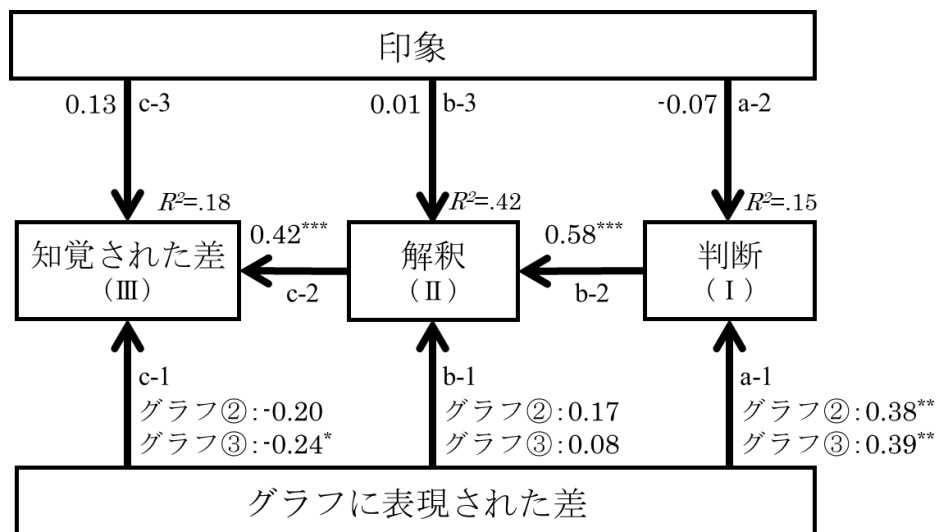 印象
0.13 c-3
0.01 b-3
-0.07 a-2
R²=.18
R²=.42
R²=.15
知覚された差
(Ⅲ)
0.42***
c-2
解釈
(Ⅱ)
0.58***
b-2
判断
(Ⅰ)
c-1
グラフ②:-0.20
グラフ③:-0.24*
b-1
グラフ②:0.17
グラフ③:0.08
a-1
グラフ②:0.38**
グラフ③:0.39**
グラフに表現された差